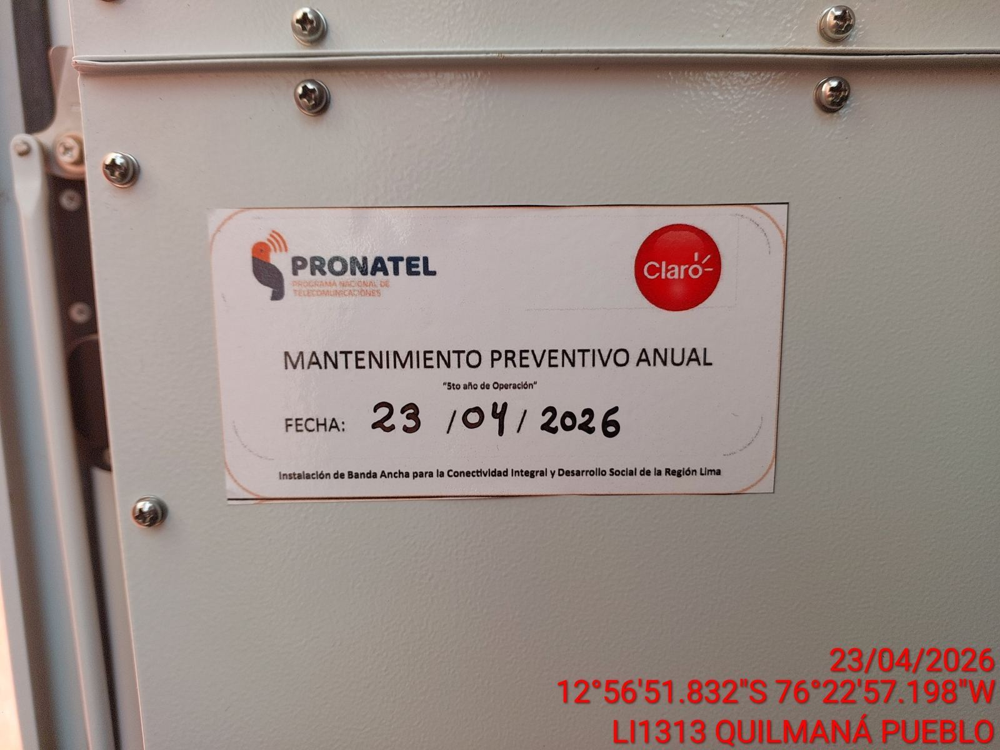 PRONATEL
PROGRAMA NACIONAL DE
TELECOMUNICACIONES
Claro
MANTENIMIENTO PREVENTIVO ANUAL
"5to año de Operación"
FECHA: 23 /04/ 2026
Instalación de Banda Ancha para la Conectividad Integral y Desarrollo Social de la Región Lima
23/04/2026
12°56'51.832"S 76°22'57.198"W
LI1313 QUILMANÁ PUEBLO